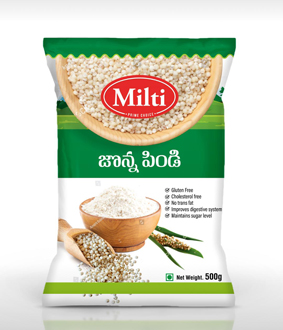 Milti
PRIME CHOICE
జొన్న పిండి
Gluten Free
Cholesterol free
No trans fat
Improves digestive system
Maintains sugar level
Net Weight. 500g